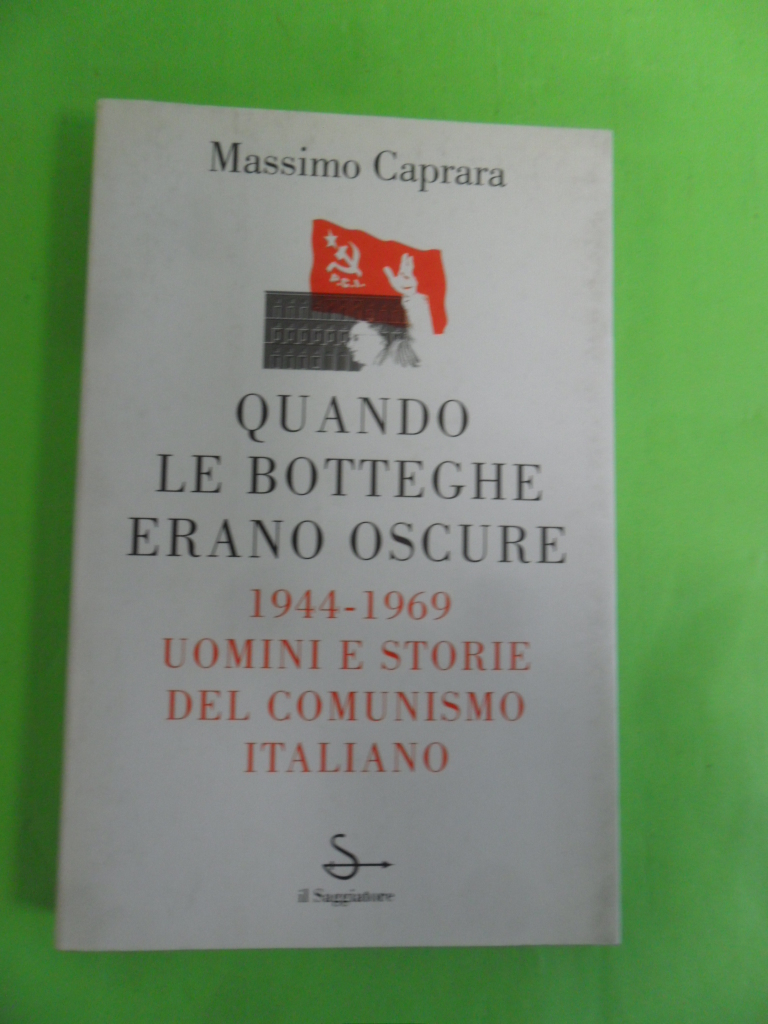 Massimo Caprara
P.C.I.
QUANDO
LE BOTTEGHE
ERANO OSCURE
1944-1969
UOMINI E STORIE
DEL COMUNISMO
ITALIANO
il Saggiatore